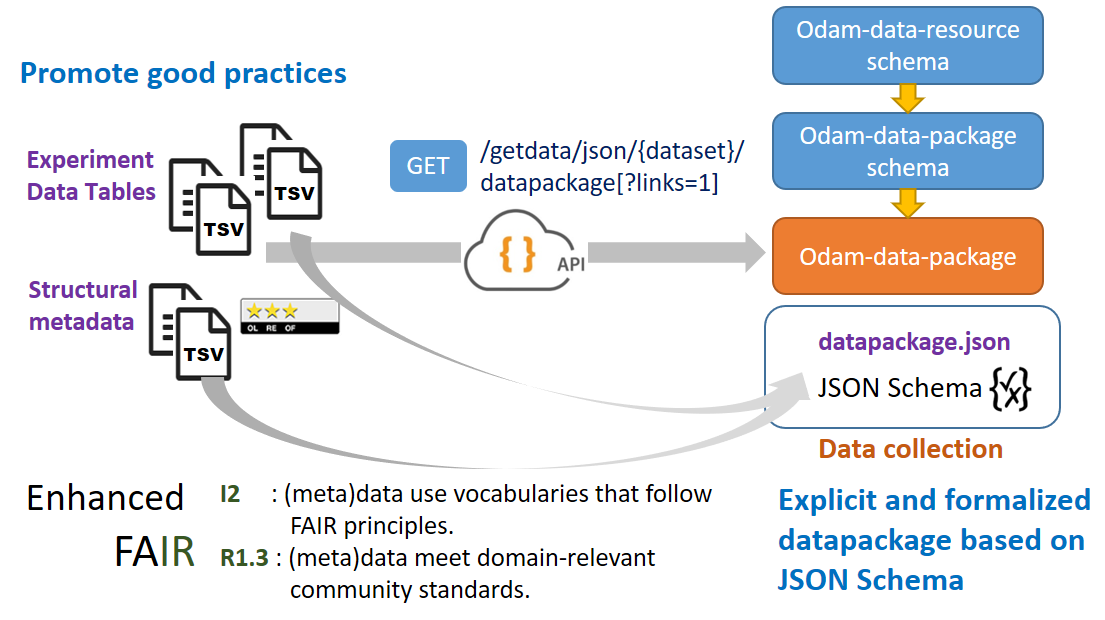 Promote good practices
Experiment
Data Tables
TSV
TSV
Structural
metadata
TSV
OL RE OF
GET
/getdata/json/{dataset}/
datapackage[?links=1]
{ }
API
Odam-data-resource
schema
Odam-data-package
schema
Odam-data-package
datapackage.json
JSON Schema
Data collection
Explicit and formalized
datapackage based on
JSON Schema
Enhanced
FAIR
I2 : (meta)data use vocabularies that follow
FAIR principles.
R1.3 : (meta)data meet domain-relevant
community standards.